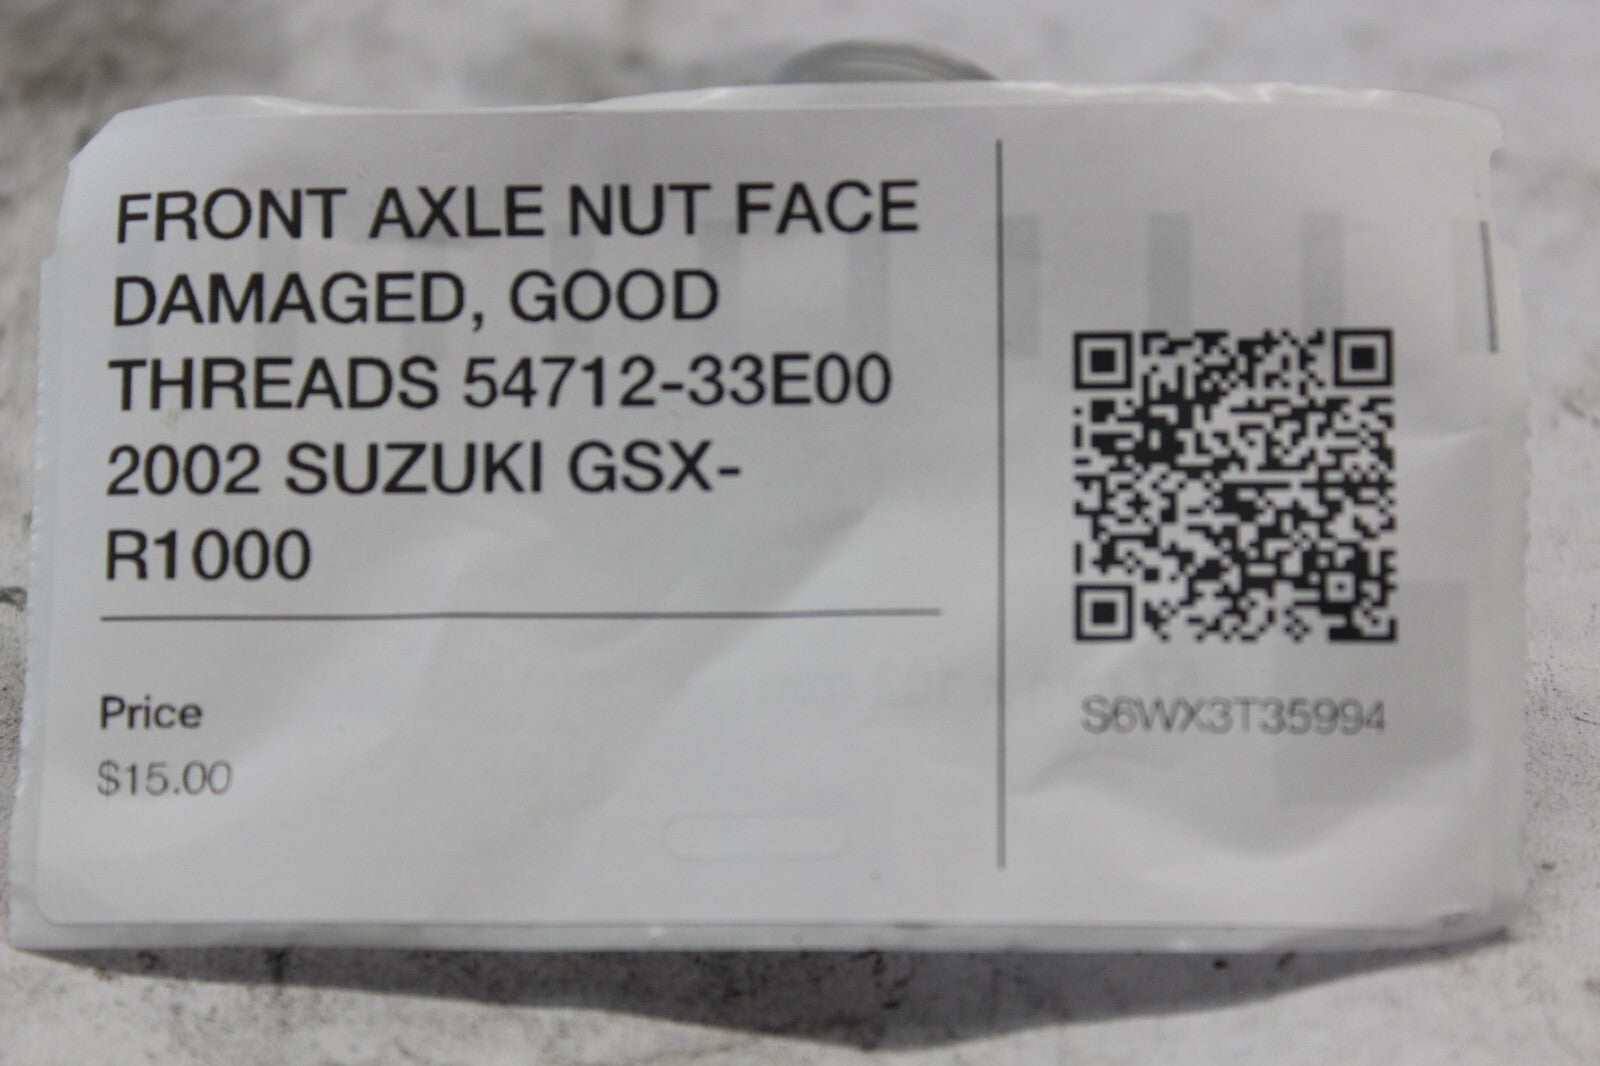 FRONT AXLE NUT FACE
DAMAGED, GOOD
THREADS 54712-33E00
2002 SUZUKI GSX-
R1000
Price
$15.00
S6WX3T35994